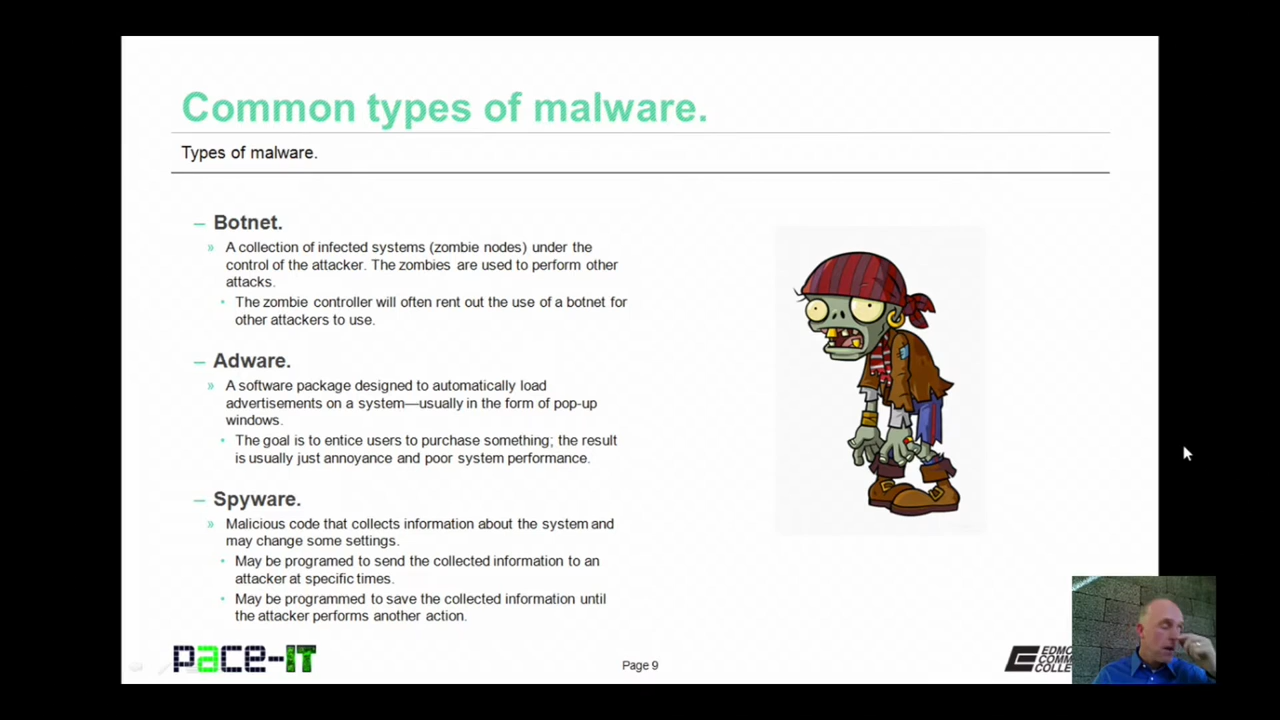 Common types of malware.
Types of malware.
– Botnet.
» A collection of infected systems (zombie nodes) under the
control of the attacker. The zombies are used to perform other
attacks.
• The zombie controller will often rent out the use of a botnet for
other attackers to use.
– Adware.
» A software package designed to automatically load
advertisements on a system—usually in the form of pop-up
windows.
• The goal is to entice users to purchase something; the result
is usually just annoyance and poor system performance.
– Spyware.
» Malicious code that collects information about the system and
may change some settings.
• May be programed to send the collected information to an
attacker at specific times.
• May be programmed to save the collected information until
the attacker performs another action.
pace-IT
Page 9
COLLE